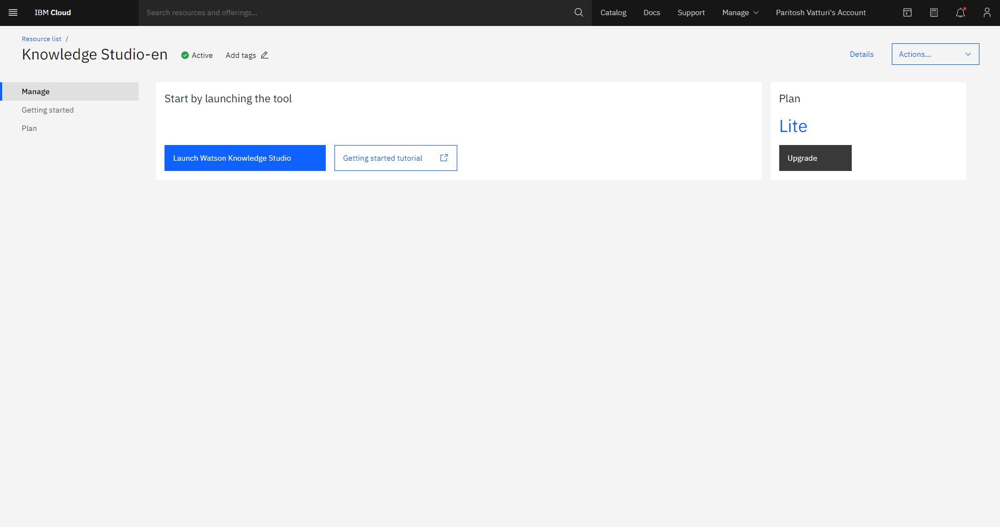 IBM Cloud
Search resources and offerings...
Catalog
Docs
Support
Manage
Paritosh Vatturi's Account
Resource list /
Knowledge Studio-en
Active
Add tags
Details
Actions...
Manage
Getting started
Plan
Start by launching the tool
Launch Watson Knowledge Studio
Getting started tutorial
Plan
Lite
Upgrade